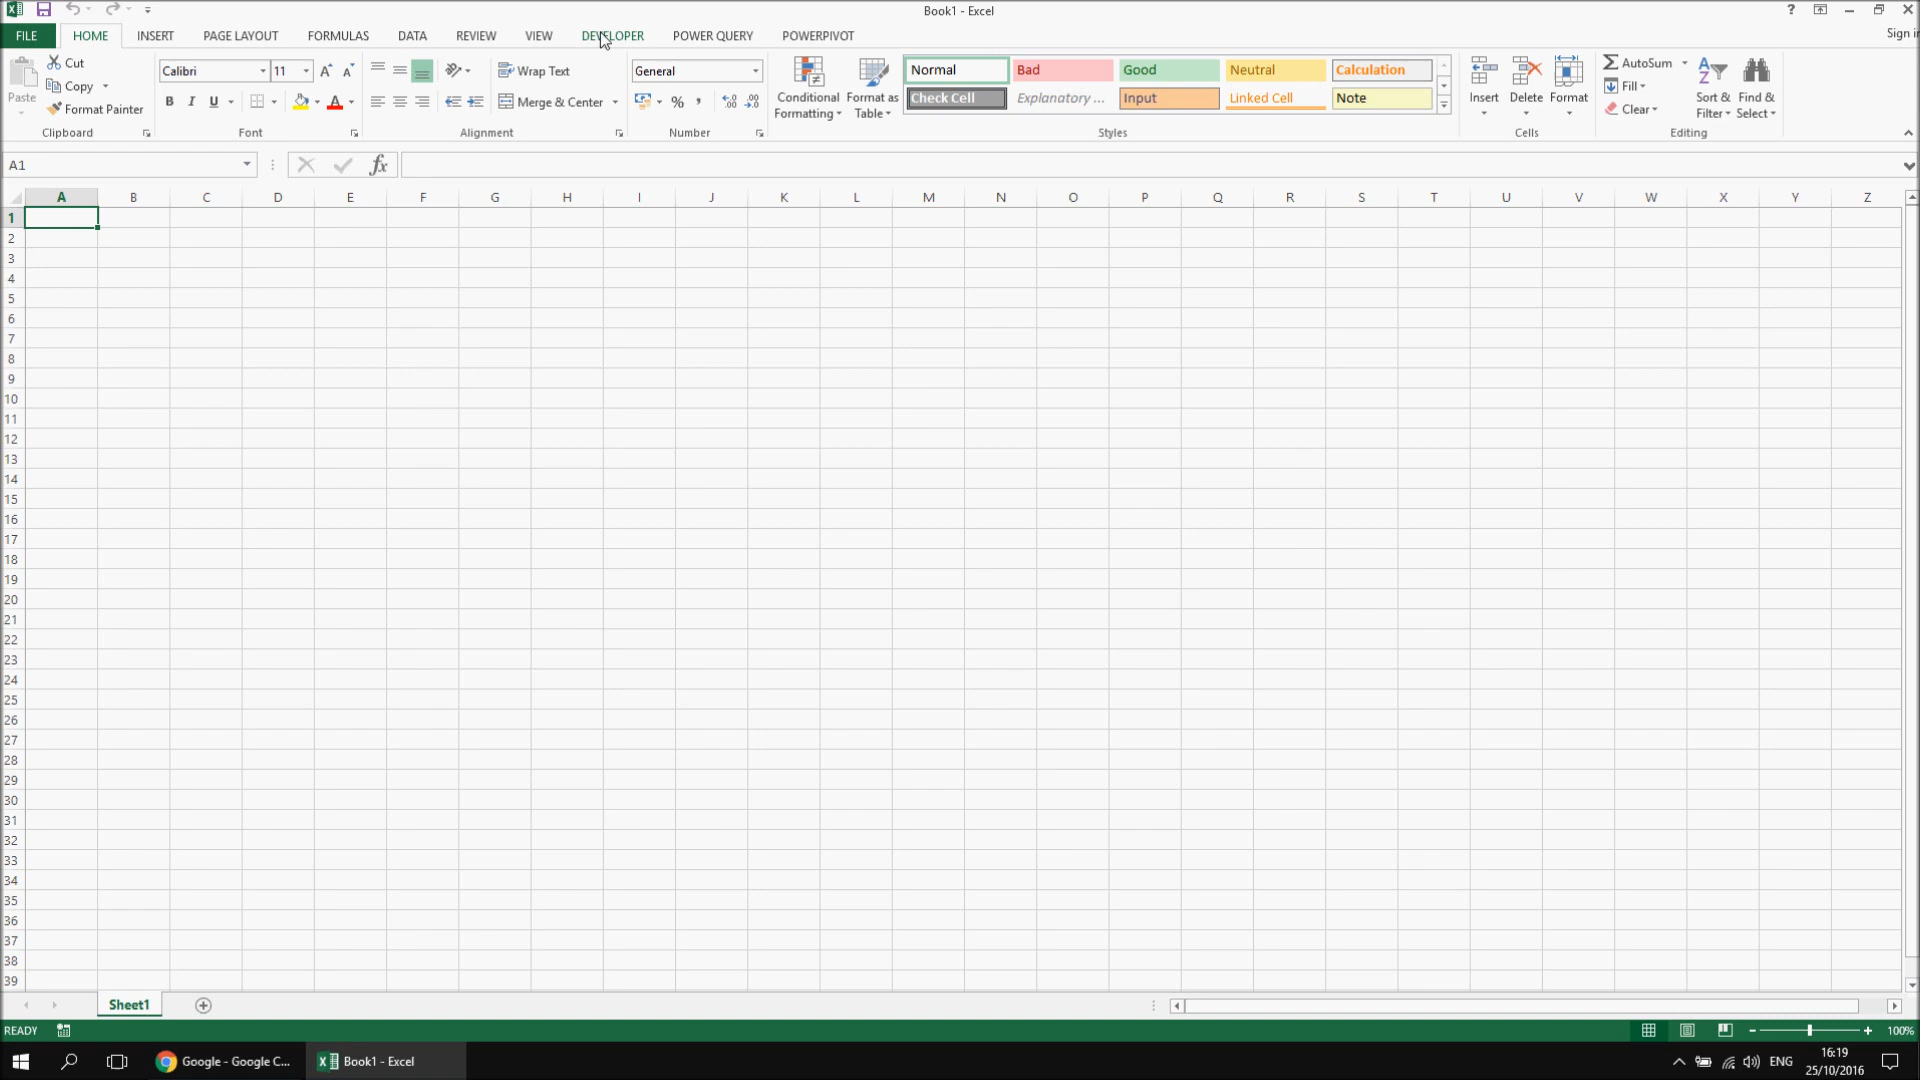 Book1 - Excel
?
FILE HOME INSERT PAGE LAYOUT FORMULAS DATA REVIEW VIEW DEVELOPER POWER QUERY POWERPIVOT
Sign in
Paste
Cut
Copy
Format Painter
Clipboard
Calibri 11
B I U
Font
Wrap Text
Merge & Center
Alignment
General
%
Number
Conditional Formatting
Format as Table
Normal Bad Good Neutral Calculation
Check Cell Explanatory ... Input Linked Cell Note
Styles
Insert Delete Format
Cells
AutoSum
Fill
Clear
Sort & Filter
Find & Select
Editing
A1
fx
A B C D E F G H I J K L M N O P Q R S T U V W X Y Z
1
2
3
4
5
6
7
8
9
10
11
12
13
14
15
16
17
18
19
20
21
22
23
24
25
26
27
28
29
30
31
32
33
34
35
36
37
38
39
Sheet1
READY
100%
Google - Google C...
Book1 - Excel
ENG
16:19
25/10/2016